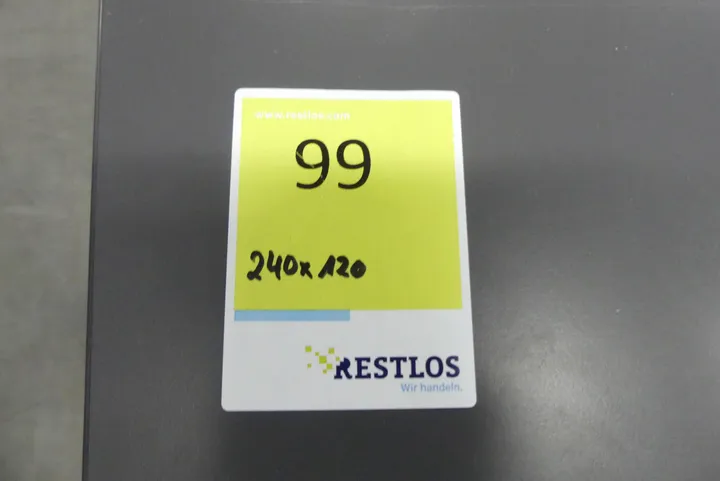 www.restlos.com
99
240x120
RESTLOS
Wir handeln.